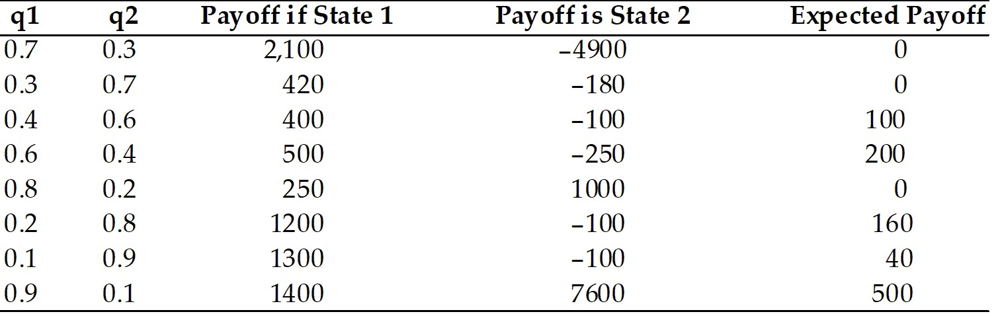 q1 q2 Payoff if State 1 Payoff is State 2 Expected Payoff
0.7 0.3 2,100 –4900 0
0.3 0.7 420 –180 0
0.4 0.6 400 –100 100
0.6 0.4 500 –250 200
0.8 0.2 250 1000 0
0.2 0.8 1200 –100 160
0.1 0.9 1300 –100 40
0.9 0.1 1400 7600 500